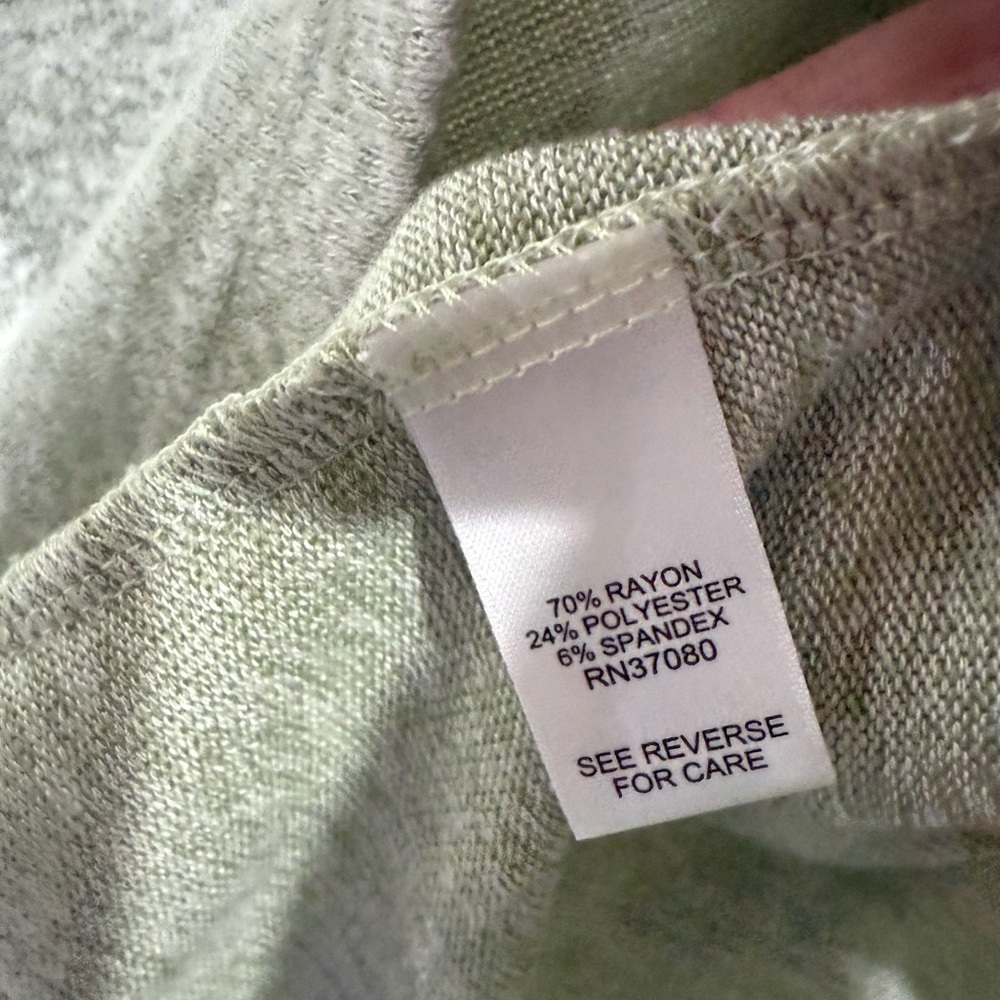 70% RAYON
24% POLYESTER
6% SPANDEX
RN37080
SEE REVERSE
FOR CARE